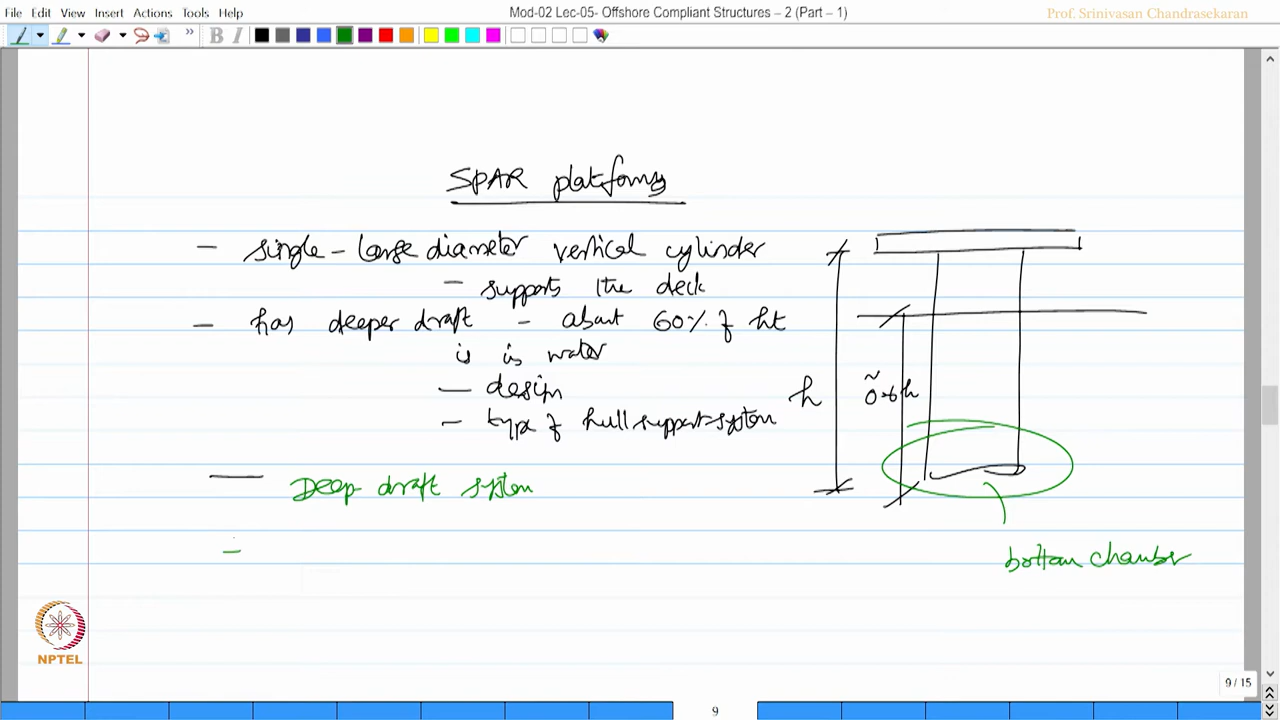 File Edit View Insert Actions Tools Help
Mod-02 Lec-05- Offshore Compliant Structures – 2 (Part – 1)
Prof. Srinivasan Chandrasekaran
B I
SPAR platforms
- single - large diameter vertical cylinder
- supports the deck
- has deeper draft - about 60% of ht
is is water
- design
- type of hull support-system
h
0.6h
- Deep draft system
bottom chamber
NPTEL
9 / 15
9